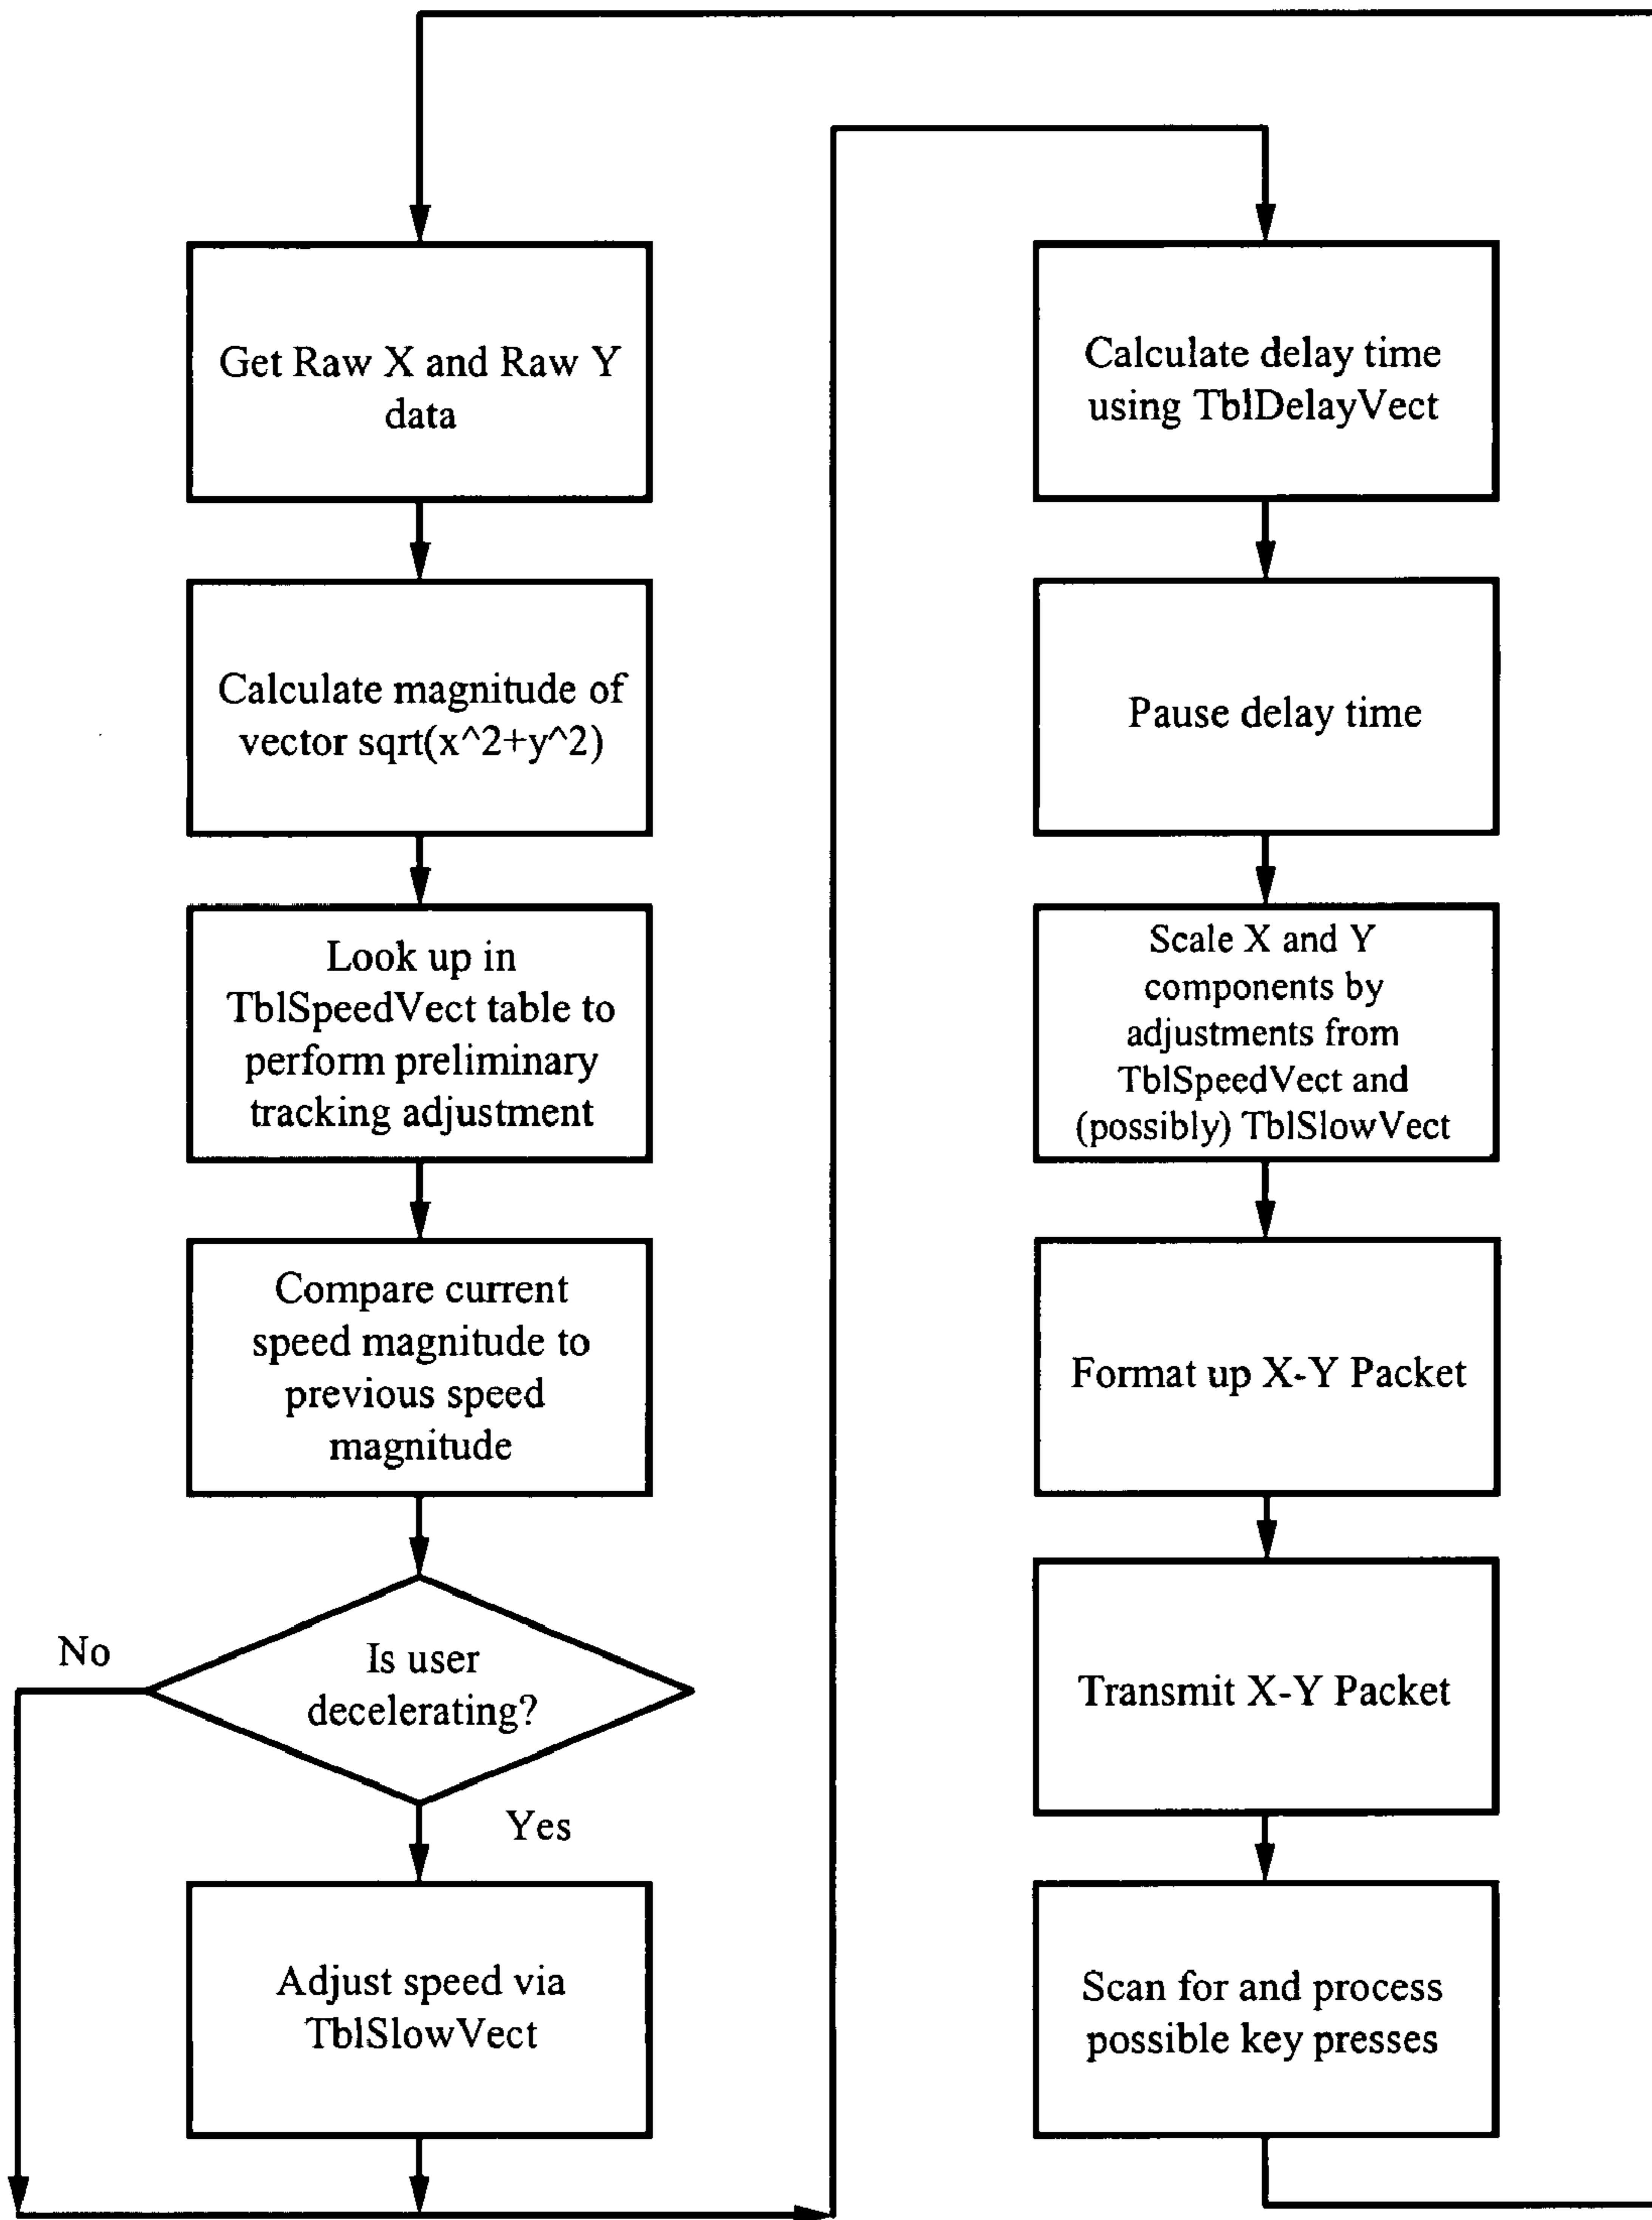 Get Raw X and Raw Y
data
Calculate magnitude of
vector sqrt(x^2+y^2)
Look up in
TblSpeedVect table to
perform preliminary
tracking adjustment
Compare current
speed magnitude to
previous speed
magnitude
Is user
decelerating?
No
Yes
Adjust speed via
TblSlowVect
Calculate delay time
using TblDelayVect
Pause delay time
Scale X and Y
components by
adjustments from
TblSpeedVect and
(possibly) TblSlowVect
Format up X-Y Packet
Transmit X-Y Packet
Scan for and process
possible key presses